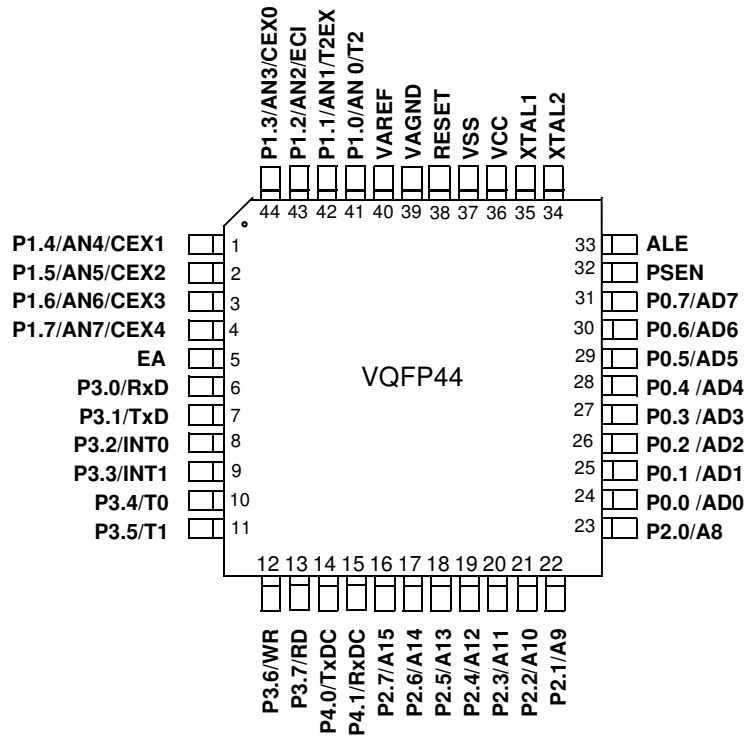 P1.3/AN3/CEX0
P1.2/AN2/ECI
P1.1/AN1/T2EX
P1.0/AN 0/T2
VAREF
VAGND
RESET
VSS
VCC
XTAL1
XTAL2
44 43 42 41 40 39 38 37 36 35 34
P1.4/AN4/CEX1 1
P1.5/AN5/CEX2 2
P1.6/AN6/CEX3 3
P1.7/AN7/CEX4 4
EA 5
P3.0/RxD 6
P3.1/TxD 7
P3.2/INT0 8
P3.3/INT1 9
P3.4/T0 10
P3.5/T1 11
VQFP44
33 ALE
32 PSEN
31 P0.7/AD7
30 P0.6/AD6
29 P0.5/AD5
28 P0.4 /AD4
27 P0.3 /AD3
26 P0.2 /AD2
25 P0.1 /AD1
24 P0.0 /AD0
23 P2.0/A8
12 13 14 15 16 17 18 19 20 21 22
P3.6/WR
P3.7/RD
P4.0/TxDC
P4.1/RxDC
P2.7/A15
P2.6/A14
P2.5/A13
P2.4/A12
P2.3/A11
P2.2/A10
P2.1/A9